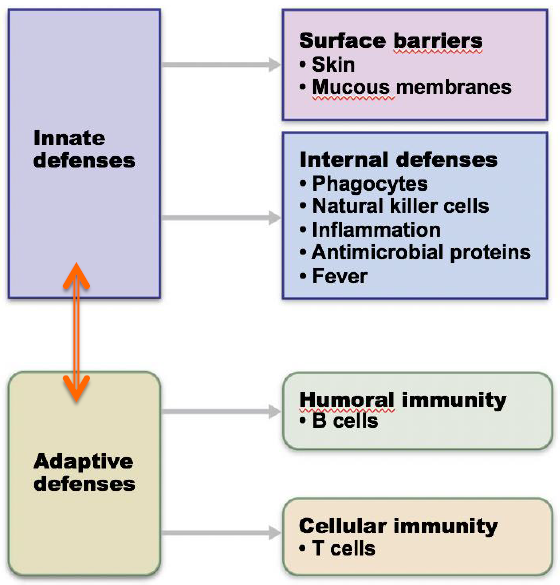 Innate
defenses
Surface barriers
• Skin
• Mucous membranes
Internal defenses
• Phagocytes
• Natural killer cells
• Inflammation
• Antimicrobial proteins
• Fever
Adaptive
defenses
Humoral immunity
• B cells
Cellular immunity
• T cells